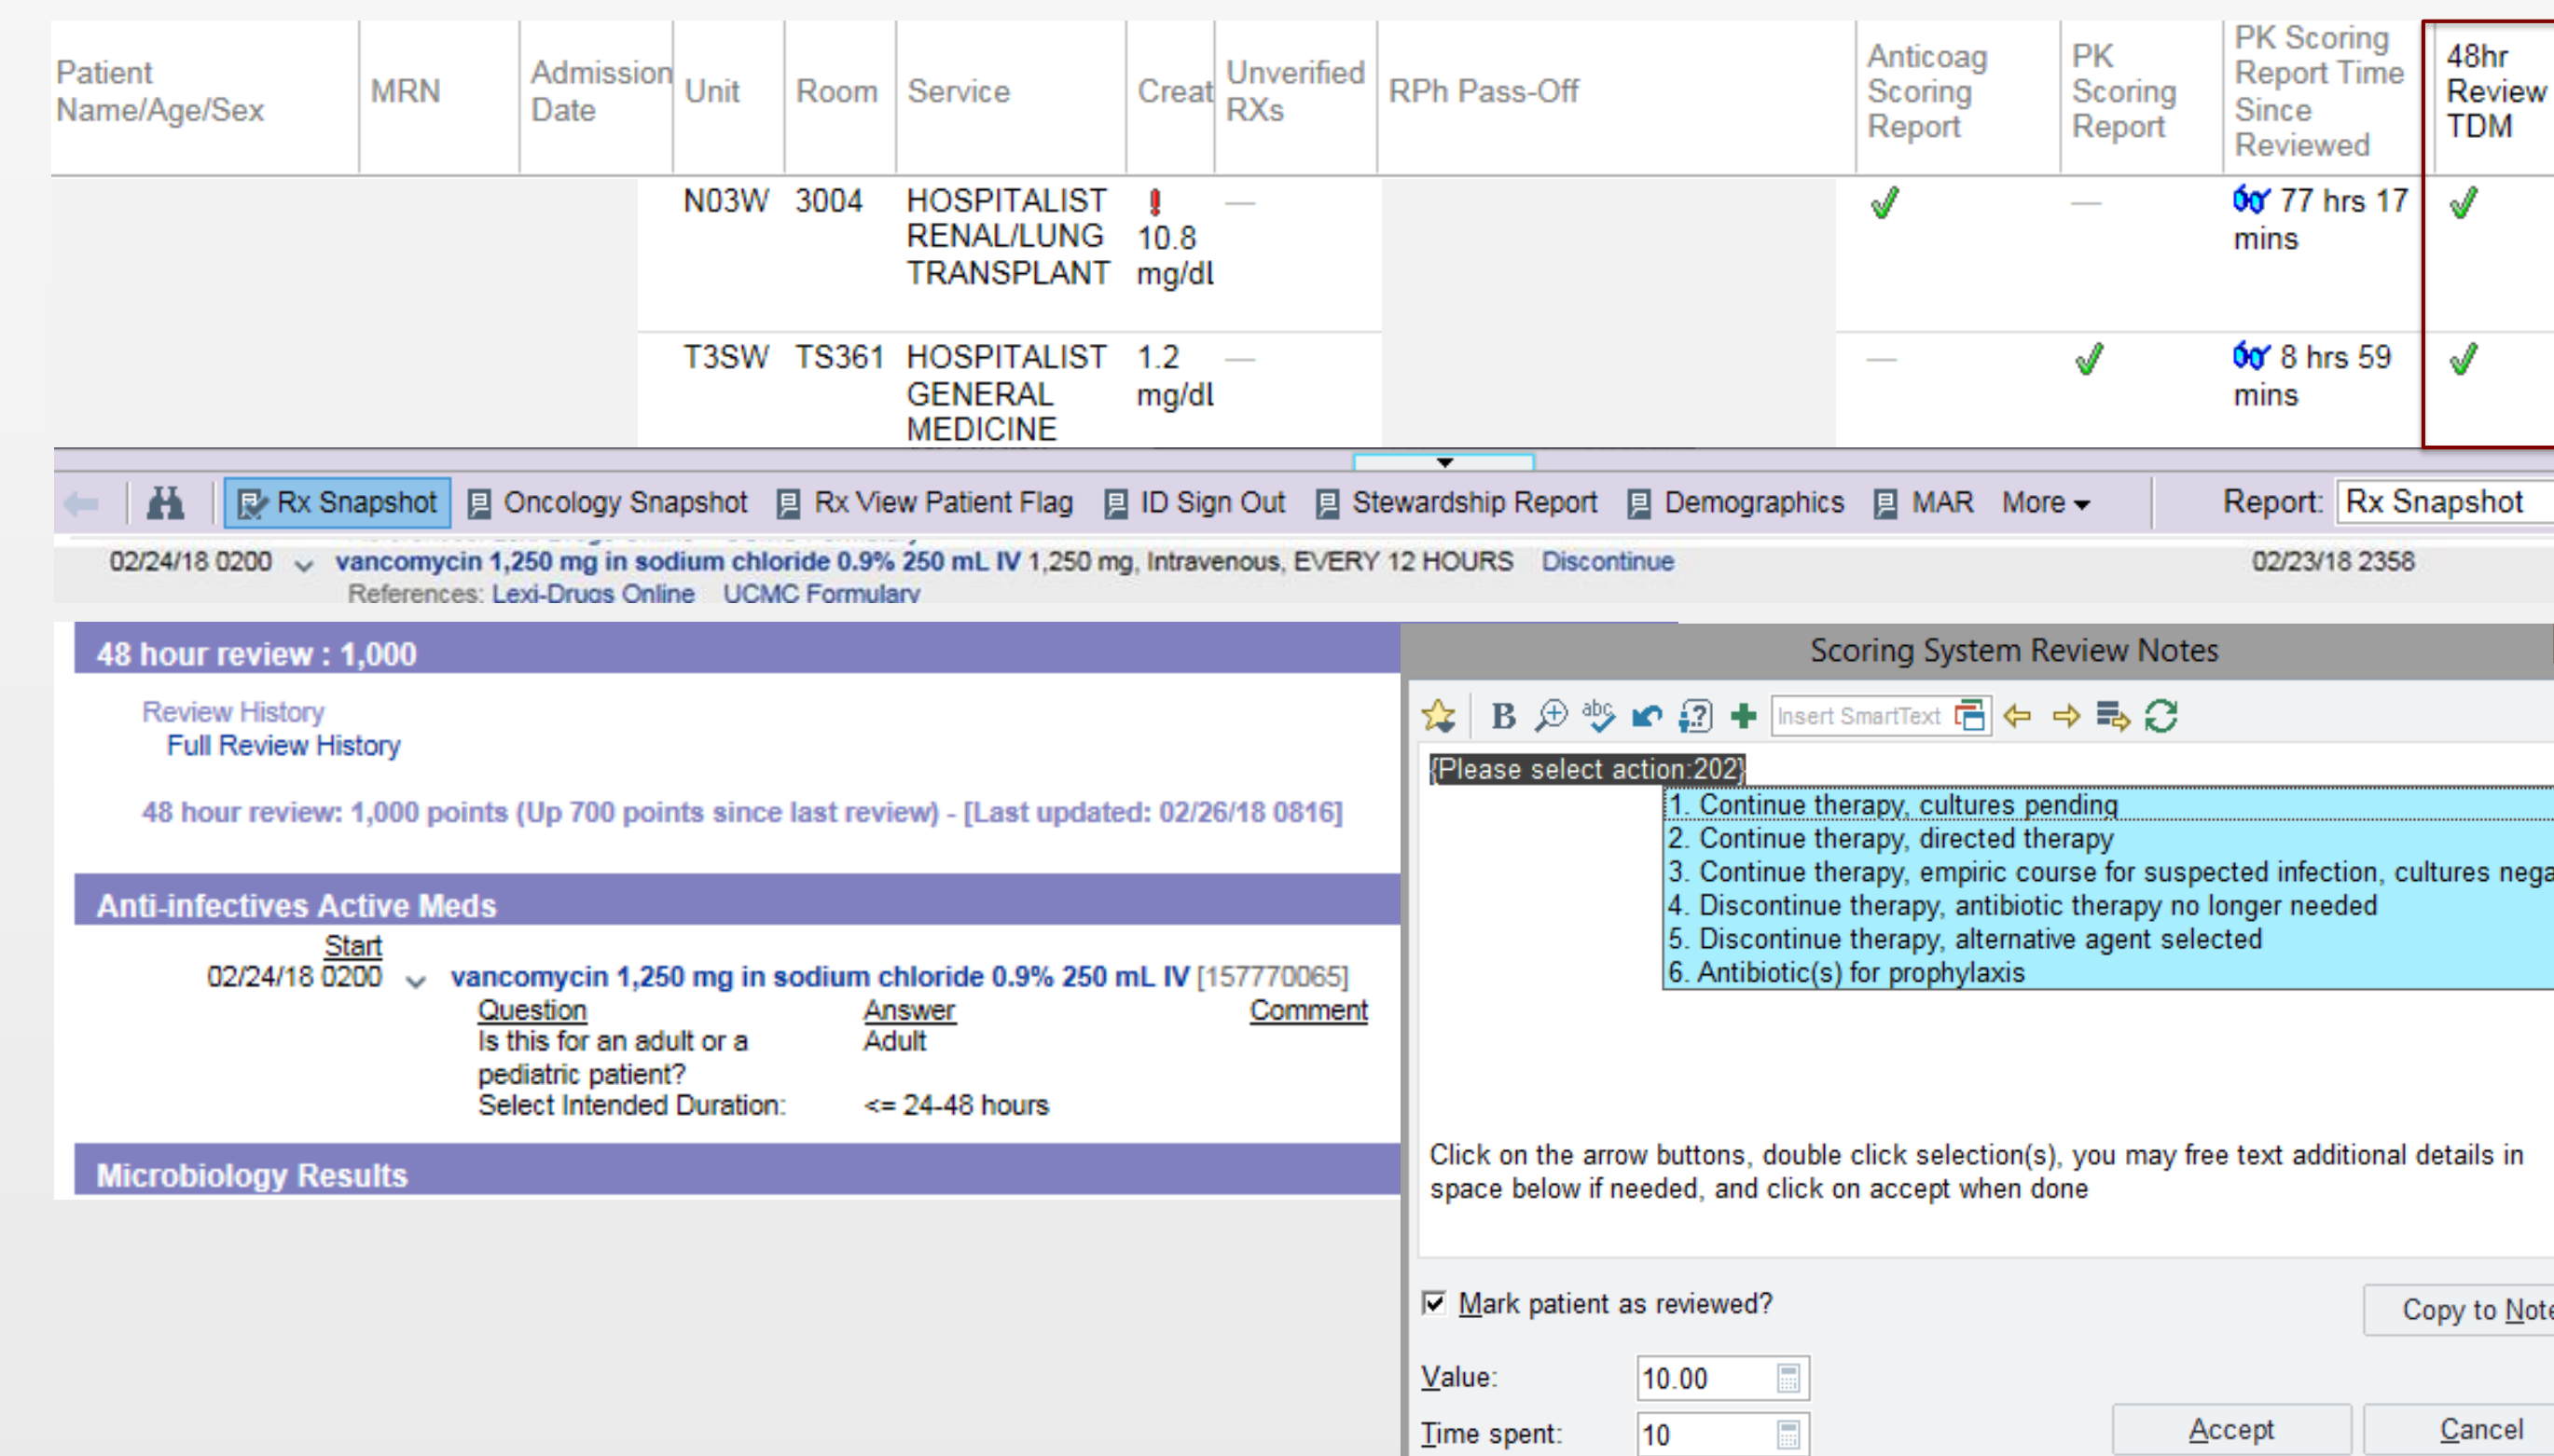 Patient Name/Age/Sex
MRN
Admission Date
Unit
Room
Service
Creat
Unverified RXs
RPh Pass-Off
Anticoag Scoring Report
PK Scoring Report
PK Scoring Report Time Since Reviewed
48hr Review TDM
N03W 3004 HOSPITALIST — — 77 hrs 17
RENAL/LUNG 10.8 mins
TRANSPLANT mg/dl
T3SW TS361 HOSPITALIST 1.2 — — 8 hrs 59
GENERAL mg/dl mins
MEDICINE
Rx Snapshot Oncology Snapshot Rx View Patient Flag ID Sign Out Stewardship Report Demographics MAR More Report: Rx Snapshot
02/24/18 0200 vancomycin 1,250 mg in sodium chloride 0.9% 250 mL IV 1,250 mg, Intravenous, EVERY 12 HOURS Discontinue 02/23/18 2358
References: Lexi-Drugs Online UCMC Formulary
48 hour review : 1,000
Review History
Full Review History
48 hour review: 1,000 points (Up 700 points since last review) - [Last updated: 02/26/18 0816]
Anti-infectives Active Meds
Start
02/24/18 0200 vancomycin 1,250 mg in sodium chloride 0.9% 250 mL IV [157770065]
Question Answer Comment
Is this for an adult or a Adult
pediatric patient?
Select Intended Duration: <= 24-48 hours
Microbiology Results
Scoring System Review Notes
B abc Insert SmartText
{Please select action:202}
1. Continue therapy, cultures pending
2. Continue therapy, directed therapy
3. Continue therapy, empiric course for suspected infection, cultures nega
4. Discontinue therapy, antibiotic therapy no longer needed
5. Discontinue therapy, alternative agent selected
6. Antibiotic(s) for prophylaxis
Click on the arrow buttons, double click selection(s), you may free text additional details in
space below if needed, and click on accept when done
Mark patient as reviewed?
Copy to Note
Value: 10.00
Time spent: 10
Accept Cancel